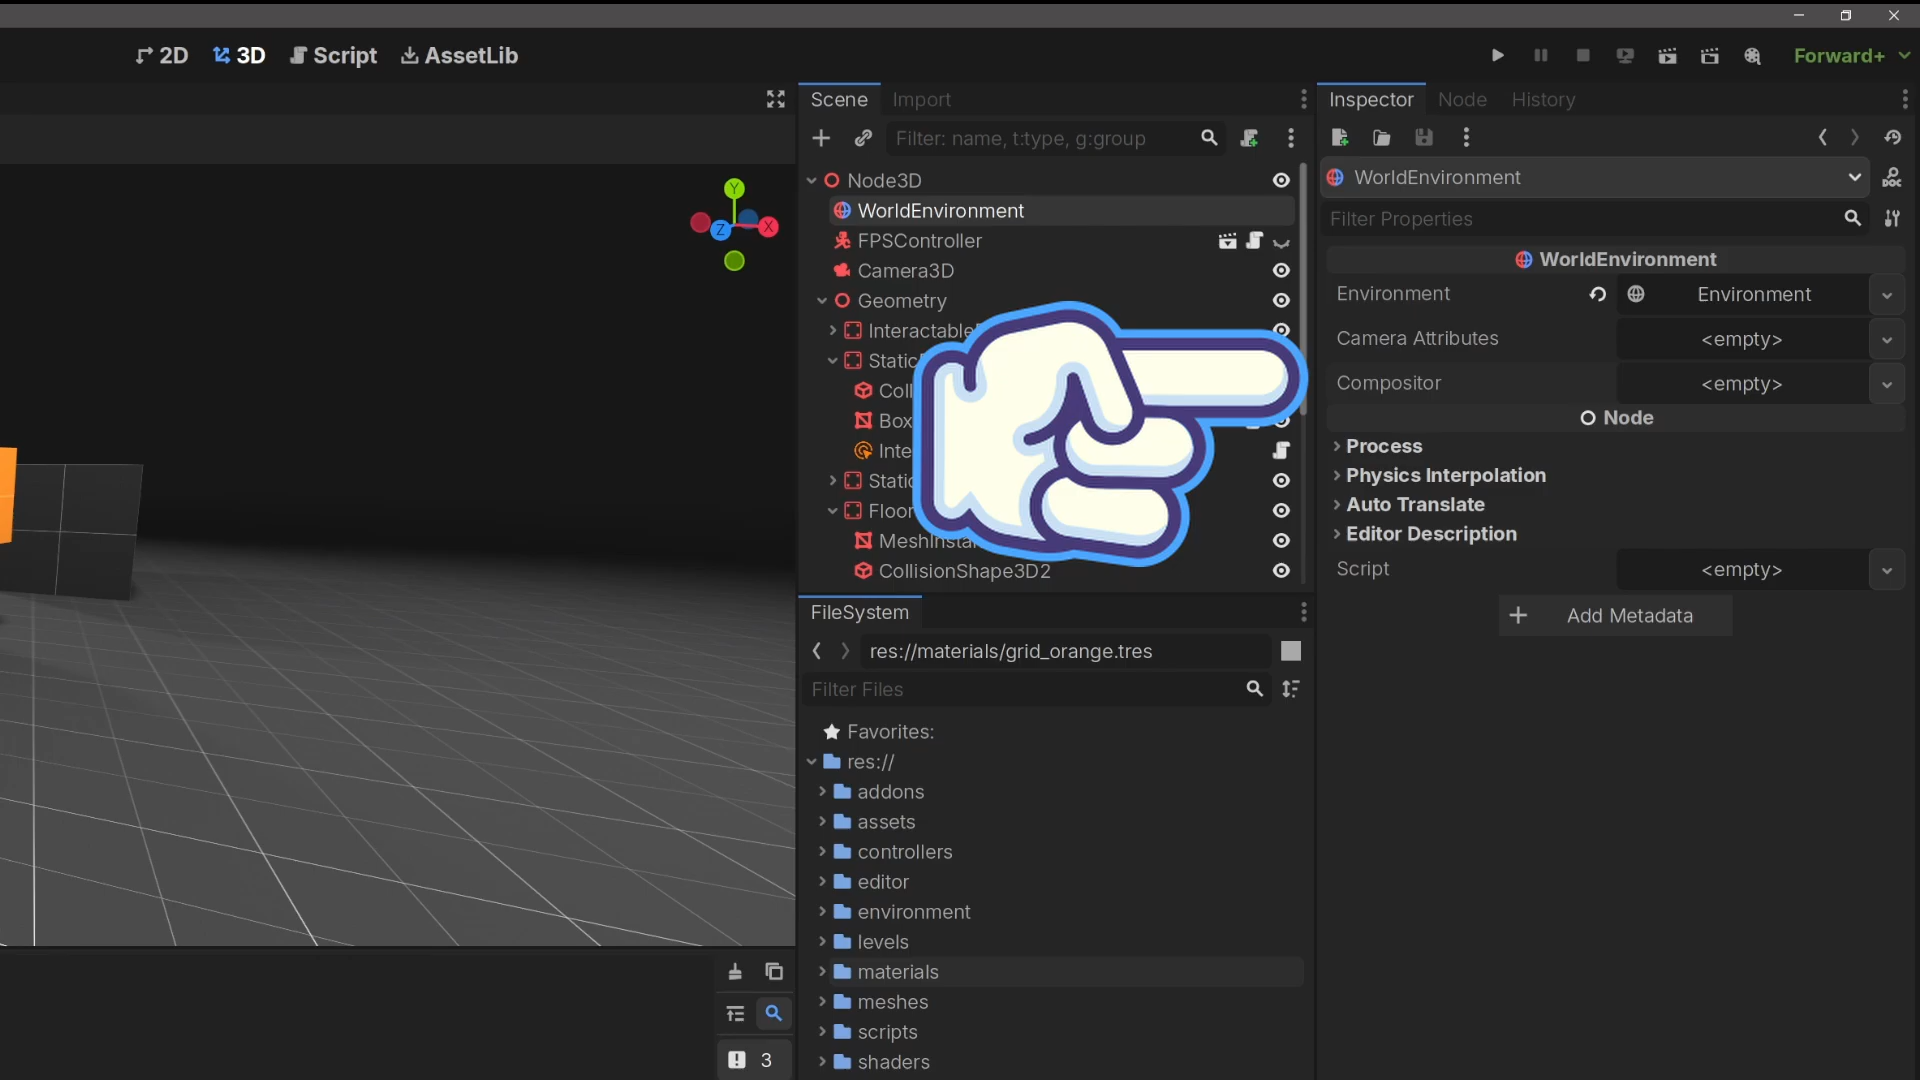 2D 3D Script AssetLib
Forward+
Scene Import
Filter: name, t:type, g:group
Node3D
WorldEnvironment
FPSController
Camera3D
Geometry
Interactable
Static
Coll
Box
Inte
Static
Floor
MeshInsta
CollisionShape3D2
FileSystem
res://materials/grid_orange.tres
Filter Files
Favorites:
res://
addons
assets
controllers
editor
environment
levels
materials
meshes
scripts
shaders
Inspector Node History
WorldEnvironment
DOC
Filter Properties
WorldEnvironment
Environment Environment
Camera Attributes <empty>
Compositor <empty>
Node
Process
Physics Interpolation
Auto Translate
Editor Description
Script <empty>
Add Metadata
Y
Z
X
3